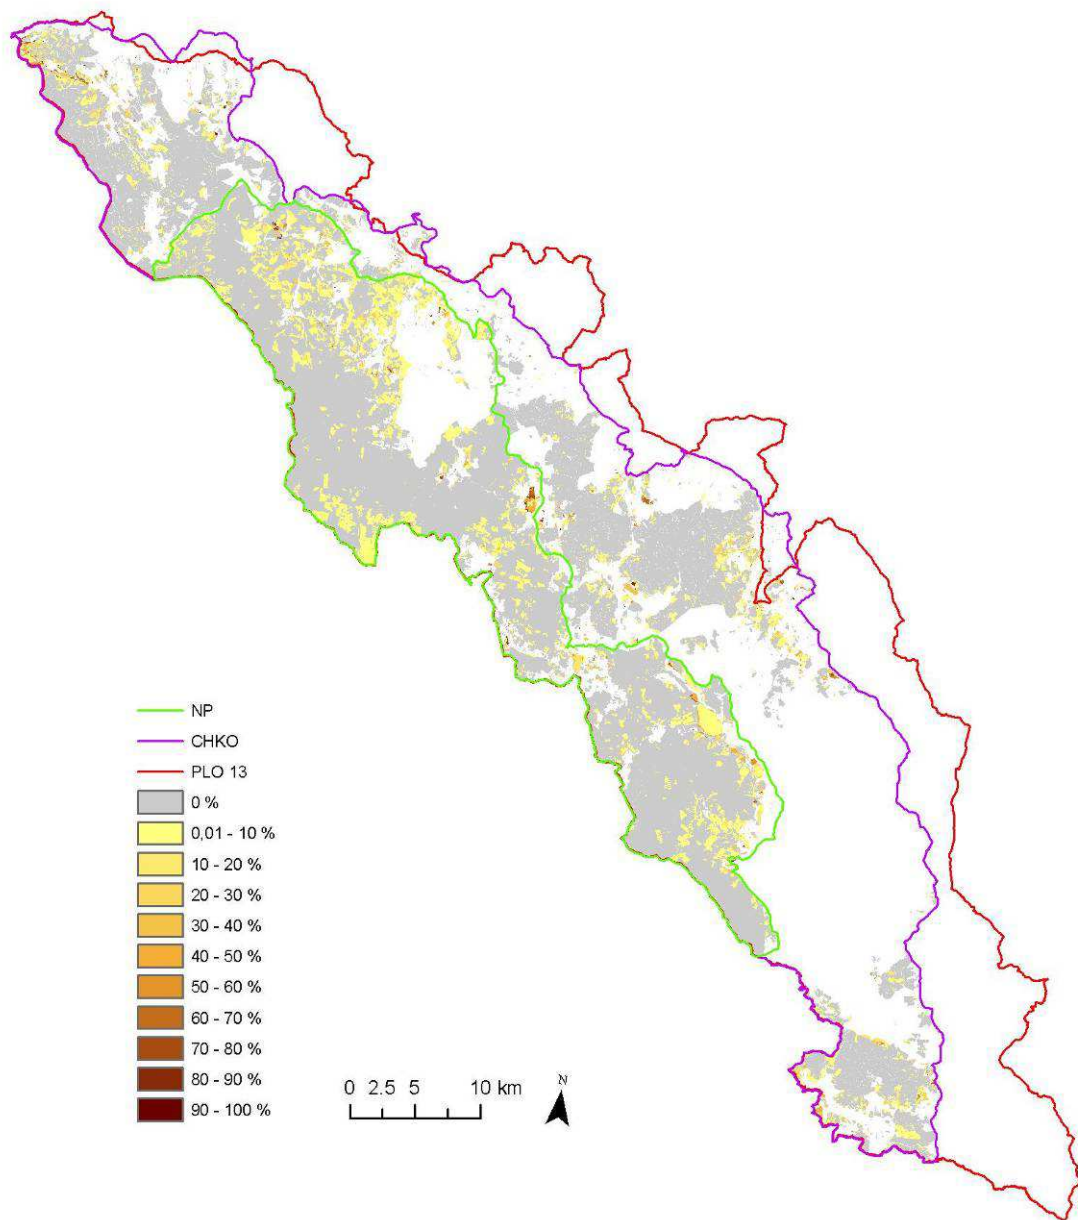 NP
CHKO
PLO 13
0 %
0,01 - 10 %
10 - 20 %
20 - 30 %
30 - 40 %
40 - 50 %
50 - 60 %
60 - 70 %
70 - 80 %
80 - 90 %
90 - 100 %
0 2.5 5 10 km
N